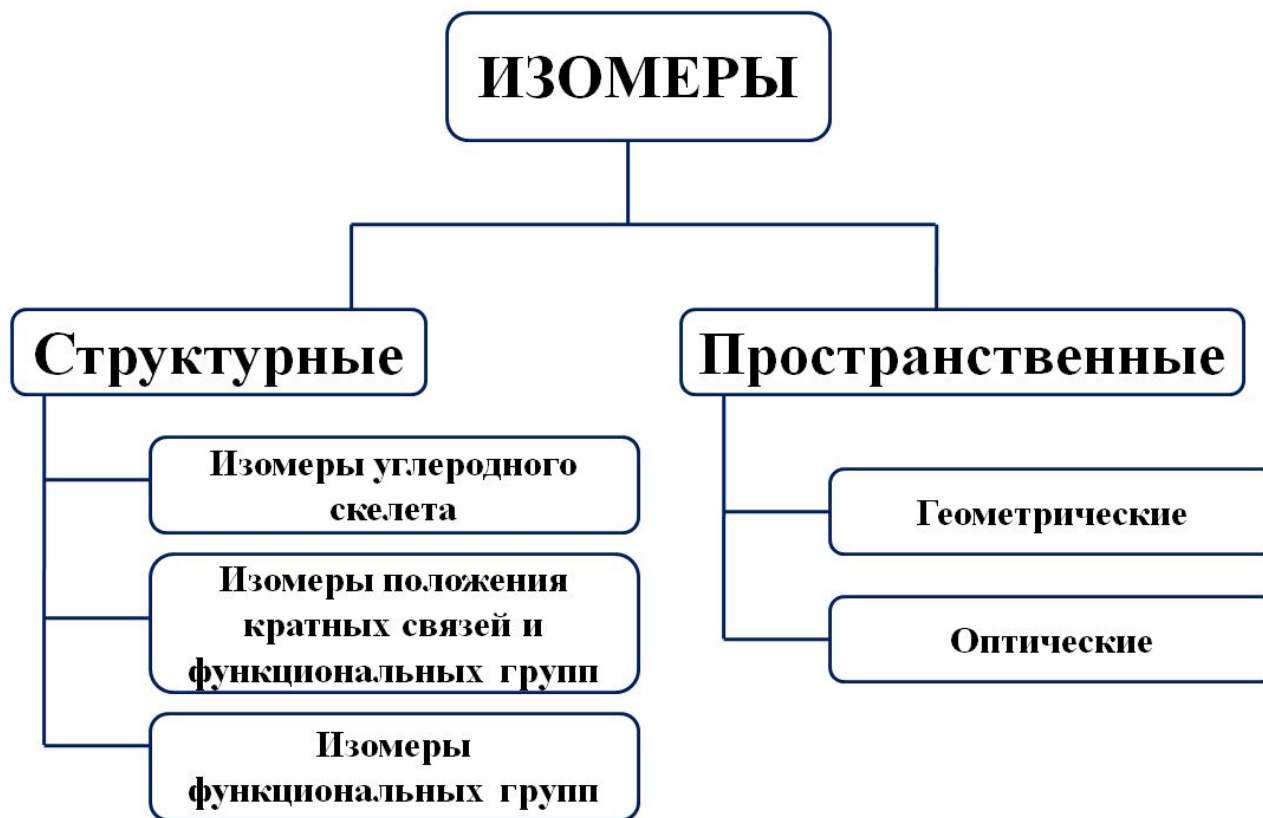 ИЗОМЕРЫ
Структурные
Изомеры углеродного
скелета
Изомеры положения
кратных связей и
функциональных групп
Изомеры
функциональных групп
Пространственные
Геометрические
Оптические